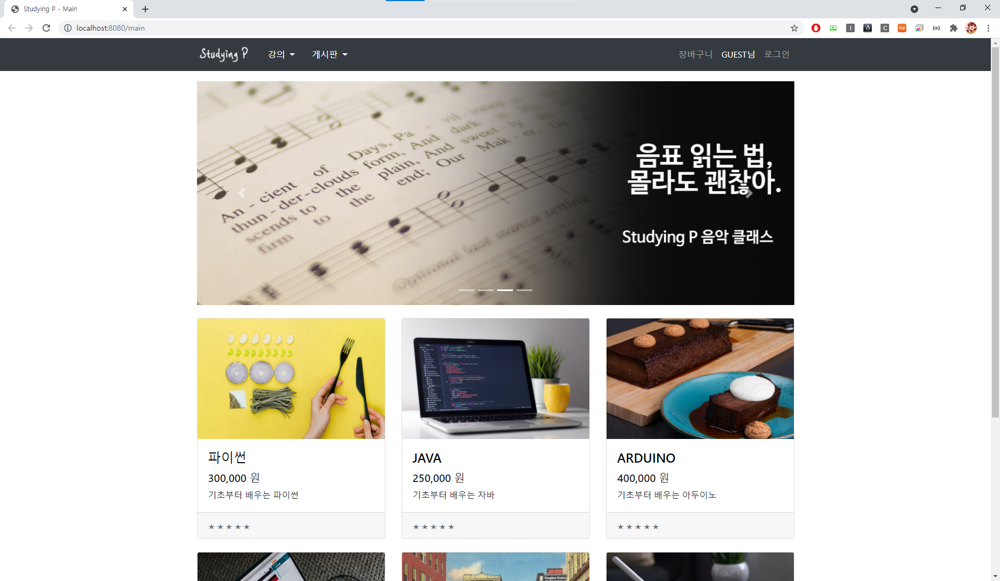 Studying P - Main
localhost:8080/main
Studying P
강의
게시판
장바구니
GUEST님
로그인
An - cient of Days, Pa - vil - ioned in
thun - der - clouds form, And dark is
scends to the plain, And sweet - ly
firm to the end; Our Mak - er, De
Optional last stanza setting
음표 읽는 법,
몰라도 괜찮아.
Studying P 음악 클래스
파이썬
300,000 원
기초부터 배우는 파이썬
★ ★ ★ ★ ★
JAVA
250,000 원
기초부터 배우는 자바
★ ★ ★ ★ ★
ARDUINO
400,000 원
기초부터 배우는 아두이노
★ ★ ★ ★ ★